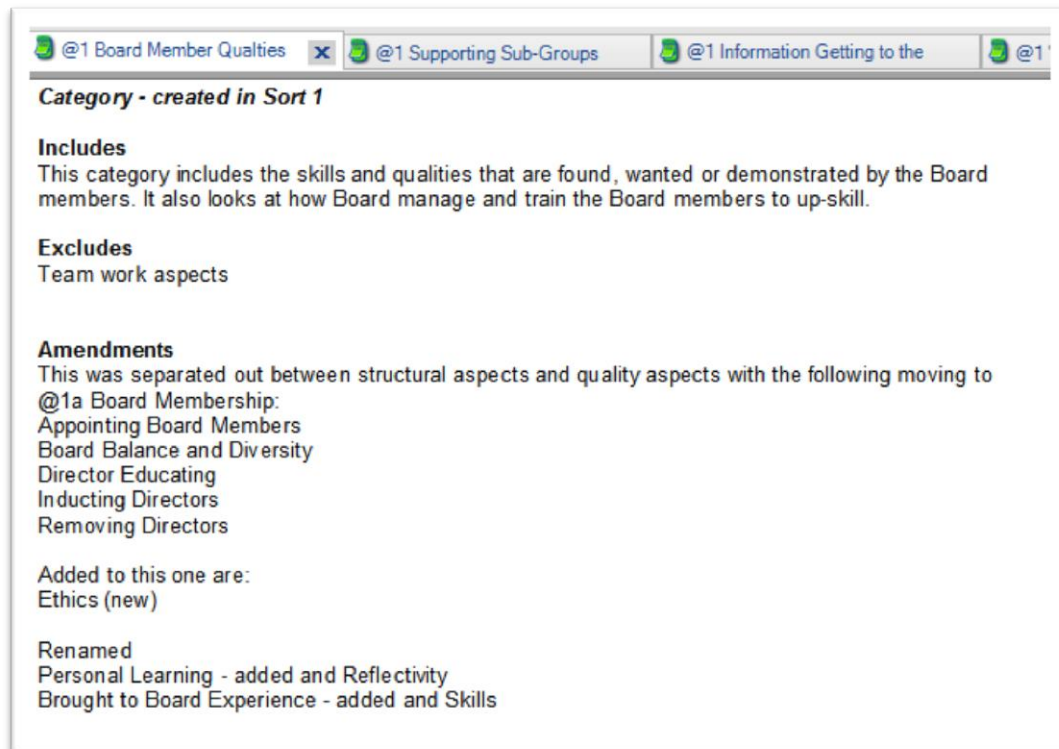 @1 Board Member Qualties x @1 Supporting Sub-Groups @1 Information Getting to the @1
Category - created in Sort 1
Includes
This category includes the skills and qualities that are found, wanted or demonstrated by the Board
members. It also looks at how Board manage and train the Board members to up-skill.
Excludes
Team work aspects
Amendments
This was separated out between structural aspects and quality aspects with the following moving to
@1a Board Membership:
Appointing Board Members
Board Balance and Diversity
Director Educating
Inducting Directors
Removing Directors
Added to this one are:
Ethics (new)
Renamed
Personal Learning - added and Reflectivity
Brought to Board Experience - added and Skills